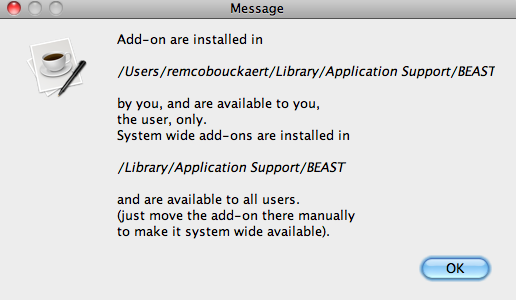 Message
Add-on are installed in
/Users/remcobouckaert/Library/Application Support/BEAST
by you, and are available to you,
the user, only.
System wide add-ons are installed in
/Library/Application Support/BEAST
and are available to all users.
(just move the add-on there manually
to make it system wide available).
OK